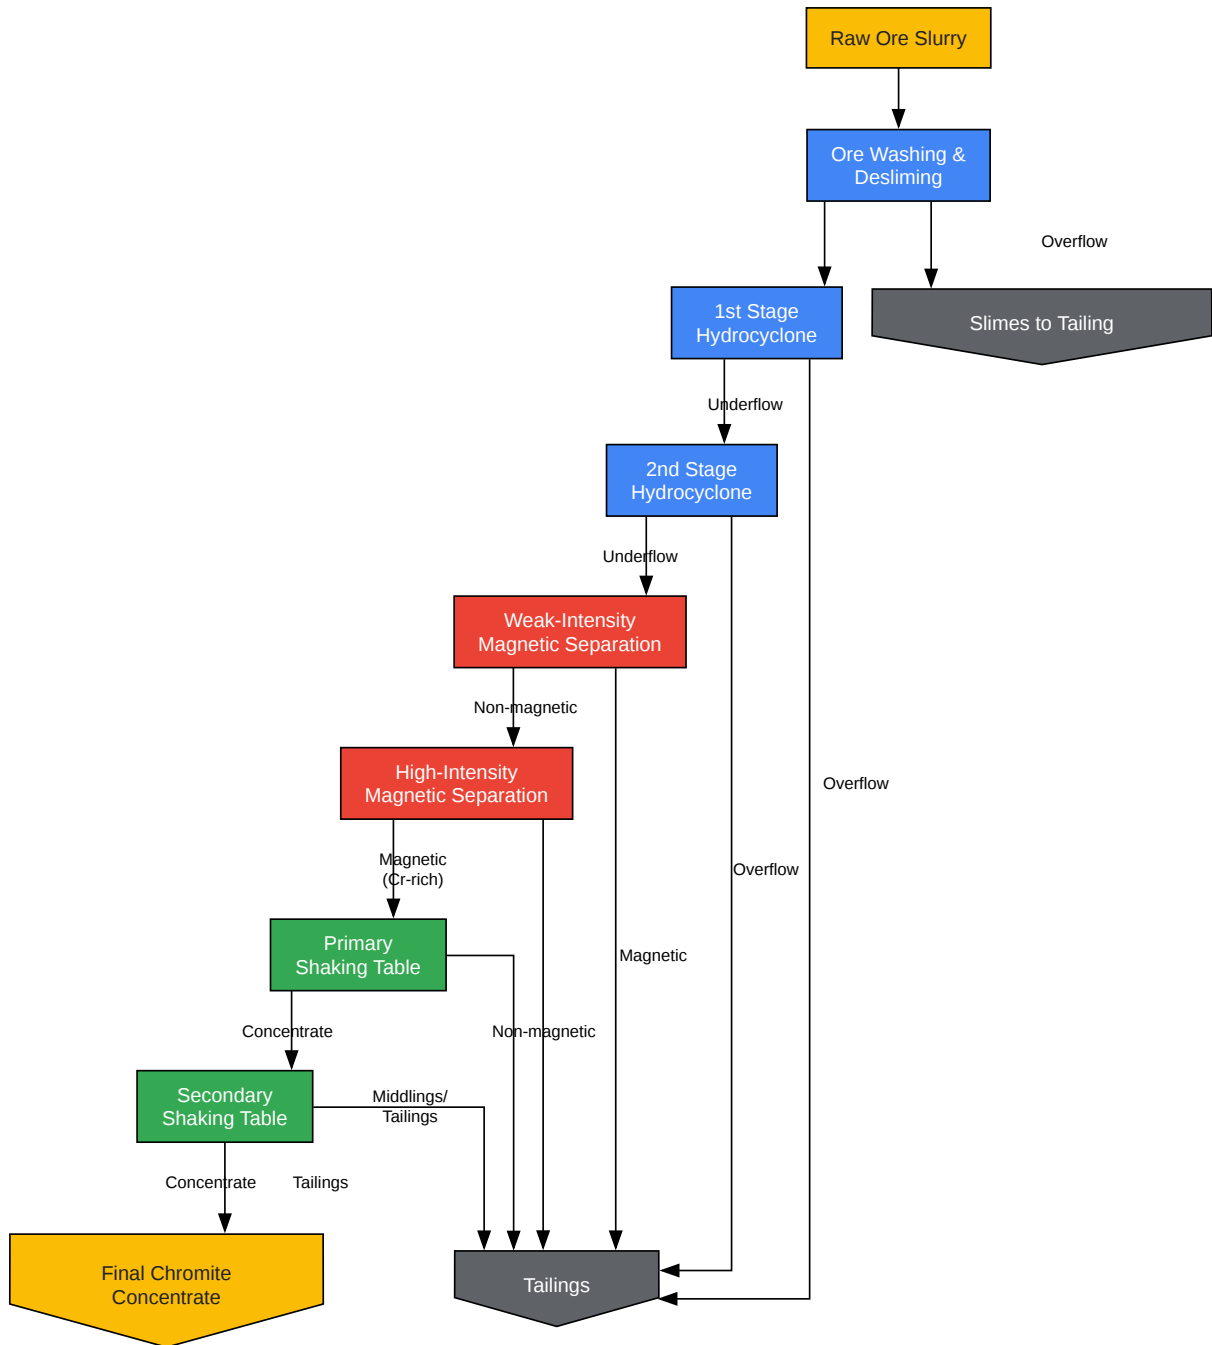 Raw Ore Slurry
Ore Washing &
Desliming
Overflow
1st Stage
Hydrocyclone
Slimes to Tailing
Underflow
2nd Stage
Hydrocyclone
Underflow
Weak-Intensity
Magnetic Separation
Non-magnetic
High-Intensity
Magnetic Separation
Overflow
Magnetic
(Cr-rich)
Overflow
Primary
Shaking Table
Magnetic
Concentrate
Non-magnetic
Secondary
Shaking Table
Middlings/
Tailings
Concentrate
Tailings
Final Chromite
Concentrate
Tailings